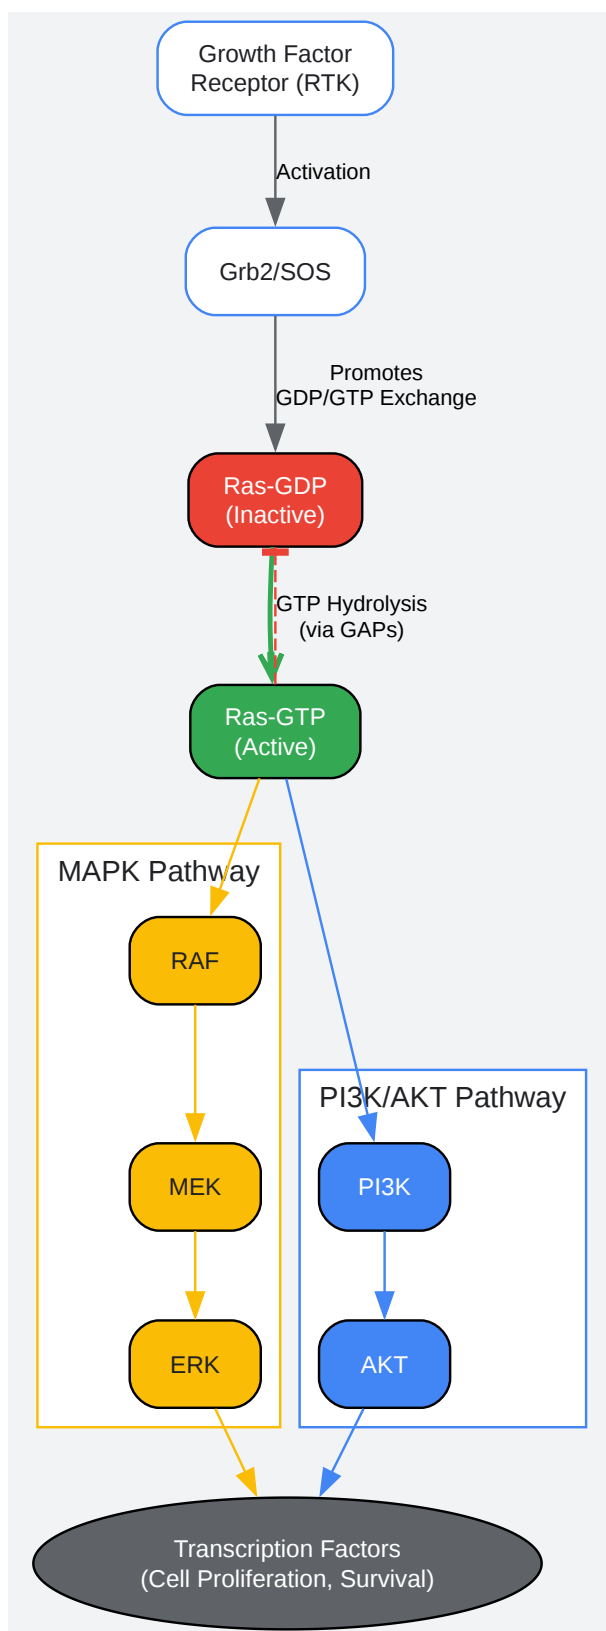 Growth Factor
Receptor (RTK)
Activation
Grb2/SOS
Promotes
GDP/GTP Exchange
Ras-GDP
(Inactive)
GTP Hydrolysis
(via GAPs)
Ras-GTP
(Active)
MAPK Pathway
RAF
PI3K/AKT Pathway
MEK
PI3K
ERK
AKT
Transcription Factors
(Cell Proliferation, Survival)